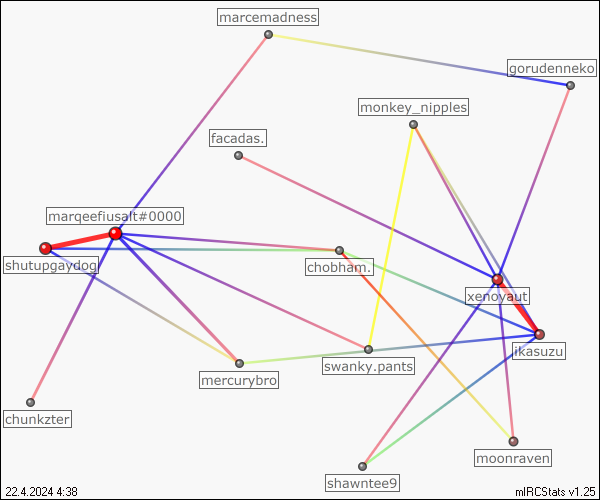 marcemadness
gorudenneko
monkey_nipples
facadas.
marqeefiusalt#0000
shutupgaydog
chobham.
xenovaut
ikasuzu
swanky.pants
mercurybro
chunkzter
moonraven
shawntee9
22.4.2024 4:38
mIRCStats v1.25